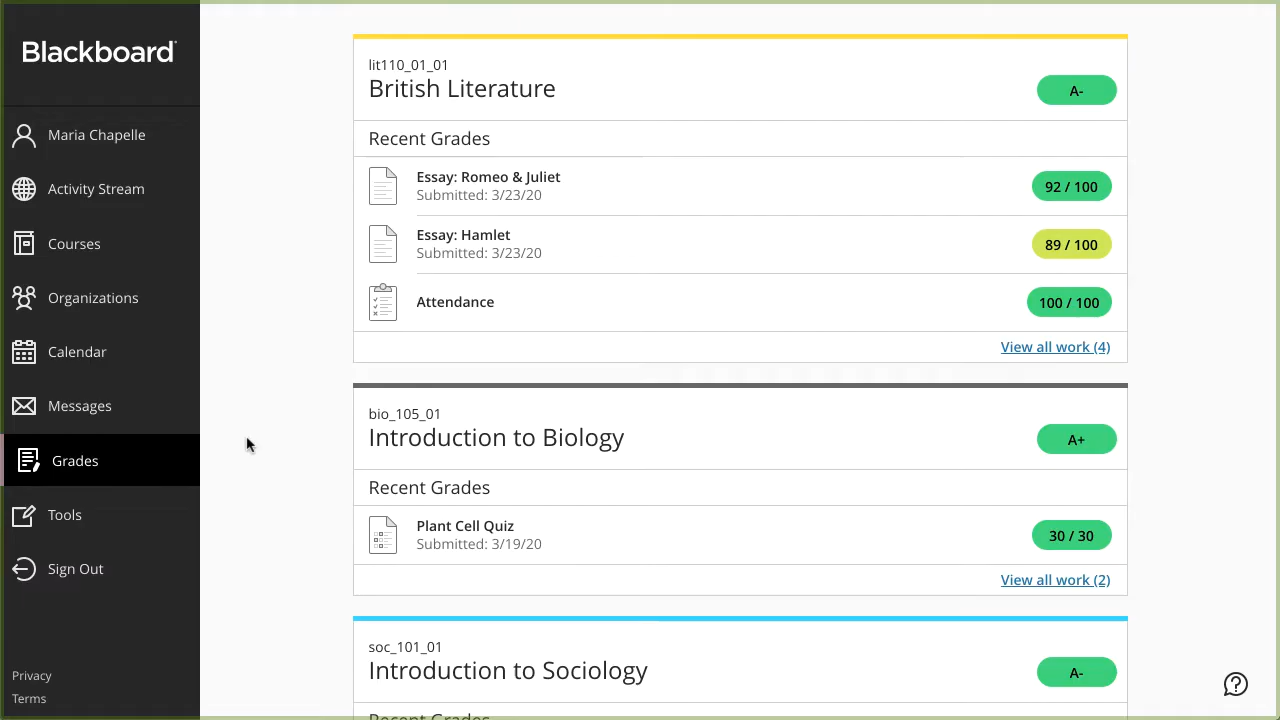 Blackboard
Maria Chapelle
Activity Stream
Courses
Organizations
Calendar
Messages
Grades
Tools
Sign Out
Privacy
Terms
lit110_01_01
British Literature
A-
Recent Grades
Essay: Romeo & Juliet
Submitted: 3/23/20
92 / 100
Essay: Hamlet
Submitted: 3/23/20
89 / 100
Attendance
100 / 100
View all work (4)
bio_105_01
Introduction to Biology
A+
Recent Grades
Plant Cell Quiz
Submitted: 3/19/20
30 / 30
View all work (2)
soc_101_01
Introduction to Sociology
A-
Recent Grades